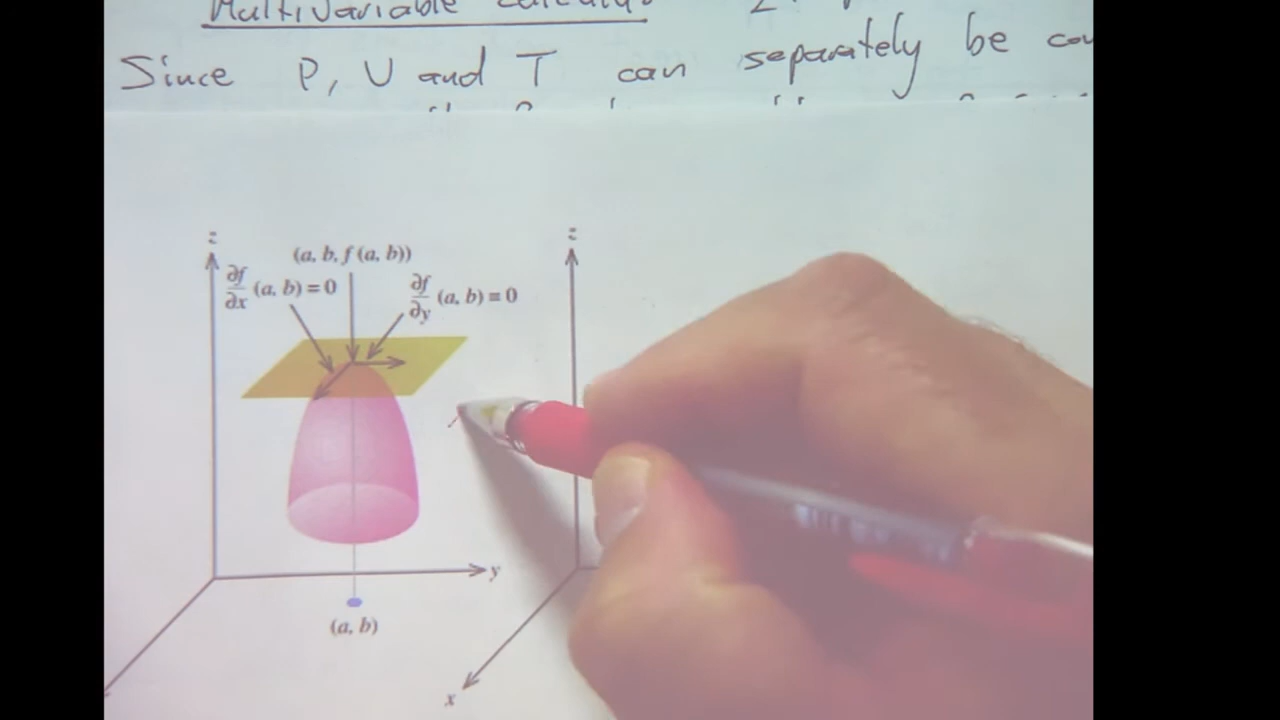 Multivariable
Since P, V and T can separately be
z
z
(a, b, f (a, b))
∂f/∂x (a, b) = 0
∂f/∂y (a, b) = 0
y
(a, b)
x